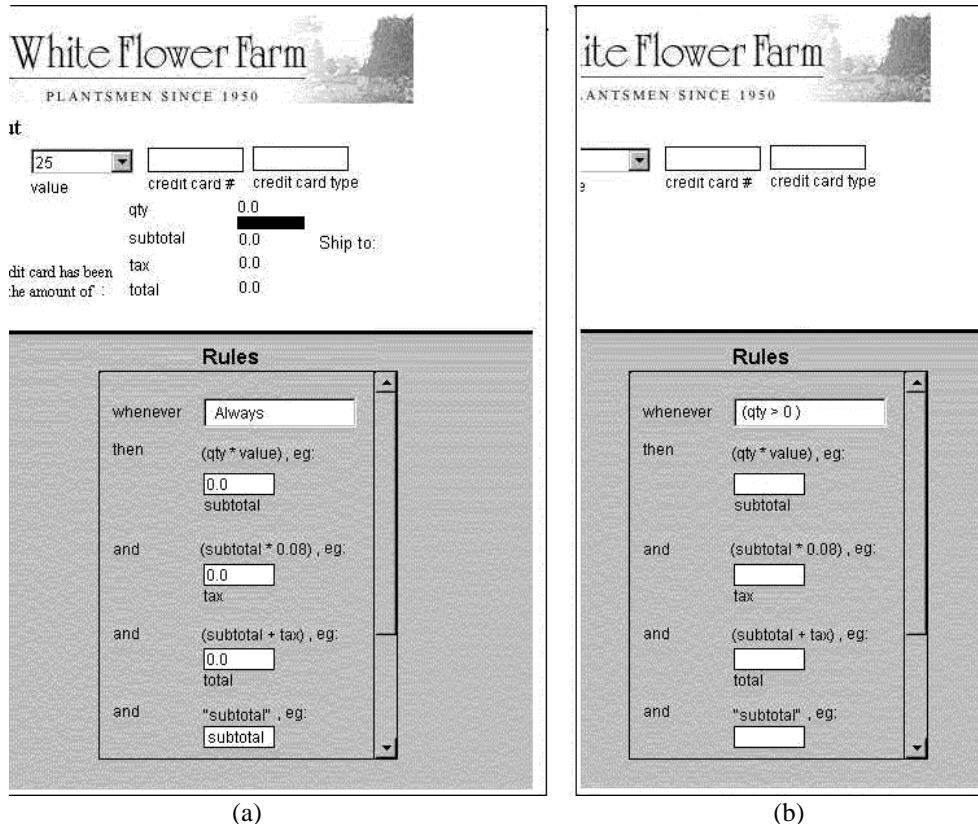 White Flower Farm
PLANTSMEN SINCE 1950
ut
25
value
credit card #
credit card type
qty 0.0
subtotal 0.0
Ship to:
dit card has been
the amount of :
tax 0.0
total 0.0
Rules
whenever Always
then (qty * value) , eg:
0.0
subtotal
and (subtotal * 0.08) , eg:
0.0
tax
and (subtotal + tax) , eg:
0.0
total
and "subtotal" , eg:
subtotal
(a)
ite Flower Farm
ANTSMEN SINCE 1950
e
credit card #
credit card type
Rules
whenever (qty > 0 )
then (qty * value) , eg:
subtotal
and (subtotal * 0.08) , eg:
tax
and (subtotal + tax) , eg:
total
and "subtotal" , eg:
(b)